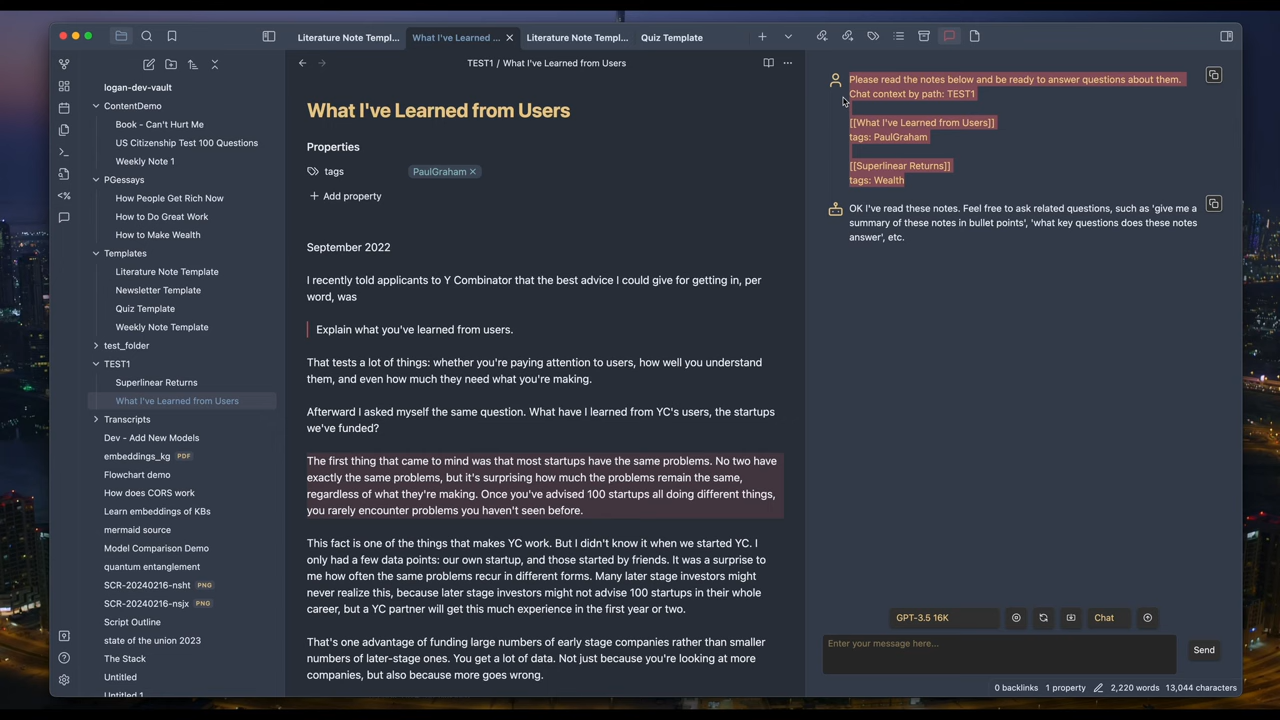 Literature Note Templ...
What I've Learned ...
Literature Note Templ...
Quiz Template
TEST1 / What I've Learned from Users
logan-dev-vault
ContentDemo
Book - Can't Hurt Me
US Citizenship Test 100 Questions
Weekly Note 1
PGessays
How People Get Rich Now
How to Do Great Work
How to Make Wealth
Templates
Literature Note Template
Newsletter Template
Quiz Template
Weekly Note Template
test_folder
TEST1
Superlinear Returns
What I've Learned from Users
Transcripts
Dev - Add New Models
embeddings_kg PDF
Flowchart demo
How does CORS work
Learn embeddings of KBs
mermaid source
Model Comparison Demo
quantum entanglement
SCR-20240216-nsht PNG
SCR-20240216-nsjx PNG
Script Outline
state of the union 2023
The Stack
Untitled
Untitled 1
What I've Learned from Users
Properties
tags PaulGraham
Add property
September 2022
I recently told applicants to Y Combinator that the best advice I could give for getting in, per
word, was
Explain what you've learned from users.
That tests a lot of things: whether you're paying attention to users, how well you understand
them, and even how much they need what you're making.
Afterward I asked myself the same question. What have I learned from YC's users, the startups
we've funded?
The first thing that came to mind was that most startups have the same problems. No two have
exactly the same problems, but it's surprising how much the problems remain the same,
regardless of what they're making. Once you've advised 100 startups all doing different things,
you rarely encounter problems you haven't seen before.
This fact is one of the things that makes YC work. But I didn't know it when we started YC. I
only had a few data points: our own startup, and those started by friends. It was a surprise to
me how often the same problems recur in different forms. Many later stage investors might
never realize this, because later stage investors might not advise 100 startups in their whole
career, but a YC partner will get this much experience in the first year or two.
That's one advantage of funding large numbers of early stage companies rather than smaller
numbers of later-stage ones. You get a lot of data. Not just because you're looking at more
companies, but also because more goes wrong.
Please read the notes below and be ready to answer questions about them.
Chat context by path: TEST1
[[What I've Learned from Users]]
tags: PaulGraham
[[Superlinear Returns]]
tags: Wealth
OK I've read these notes. Feel free to ask related questions, such as 'give me a
summary of these notes in bullet points', 'what key questions does these notes
answer', etc.
GPT-3.5 16K
Chat
Enter your message here...
Send
0 backlinks 1 property 2,220 words 13,044 characters